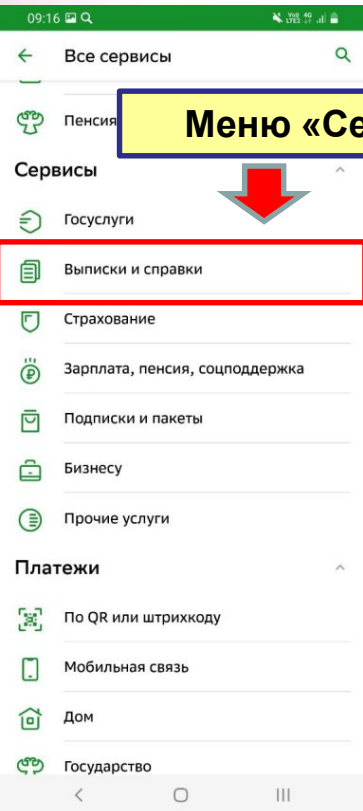 09:16
Все сервисы
Пенсия
Меню «Се
Сервисы
Госуслуги
Выписки и справки
Страхование
Зарплата, пенсия, соцподдержка
Подписки и пакеты
Бизнесу
Прочие услуги
Платежи
По QR или штрихкоду
Мобильная связь
Дом
Государство